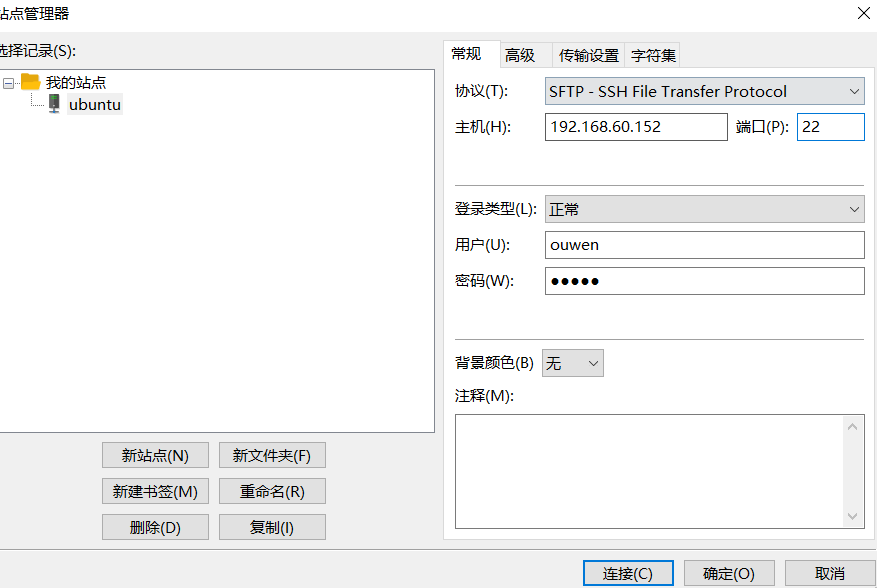 站点管理器
选择记录(S):
我的站点
ubuntu
新站点(N) 新文件夹(F)
新建书签(M) 重命名(R)
删除(D) 复制(I)
常规 高级 传输设置 字符集
协议(T): SFTP - SSH File Transfer Protocol
主机(H): 192.168.60.152 端口(P): 22
登录类型(L): 正常
用户(U): ouwen
密码(W): ●●●●●
背景颜色(B) 无
注释(M):
连接(C) 确定(O) 取消